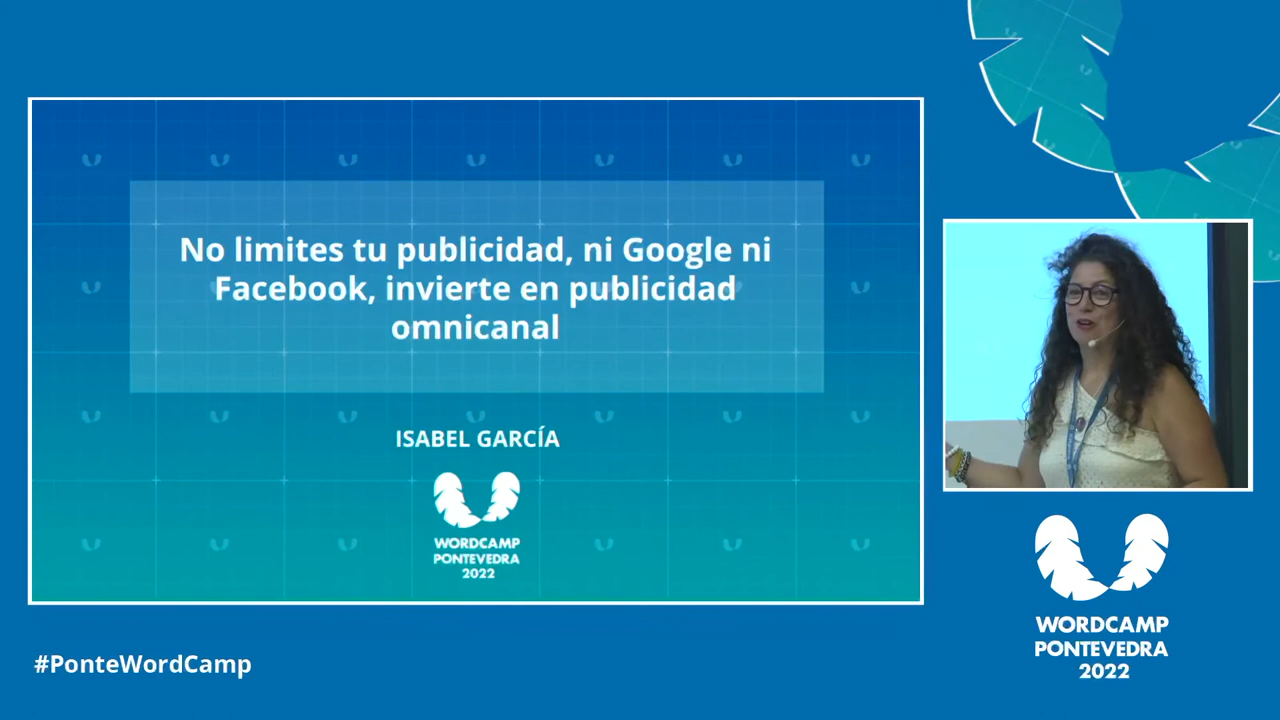 No limites tu publicidad, ni Google ni
Facebook, invierte en publicidad
omnicanal
ISABEL GARCÍA
WORDCAMP
PONTEVEDRA
2022
WORDCAMP
PONTEVEDRA
2022
#PonteWordCamp